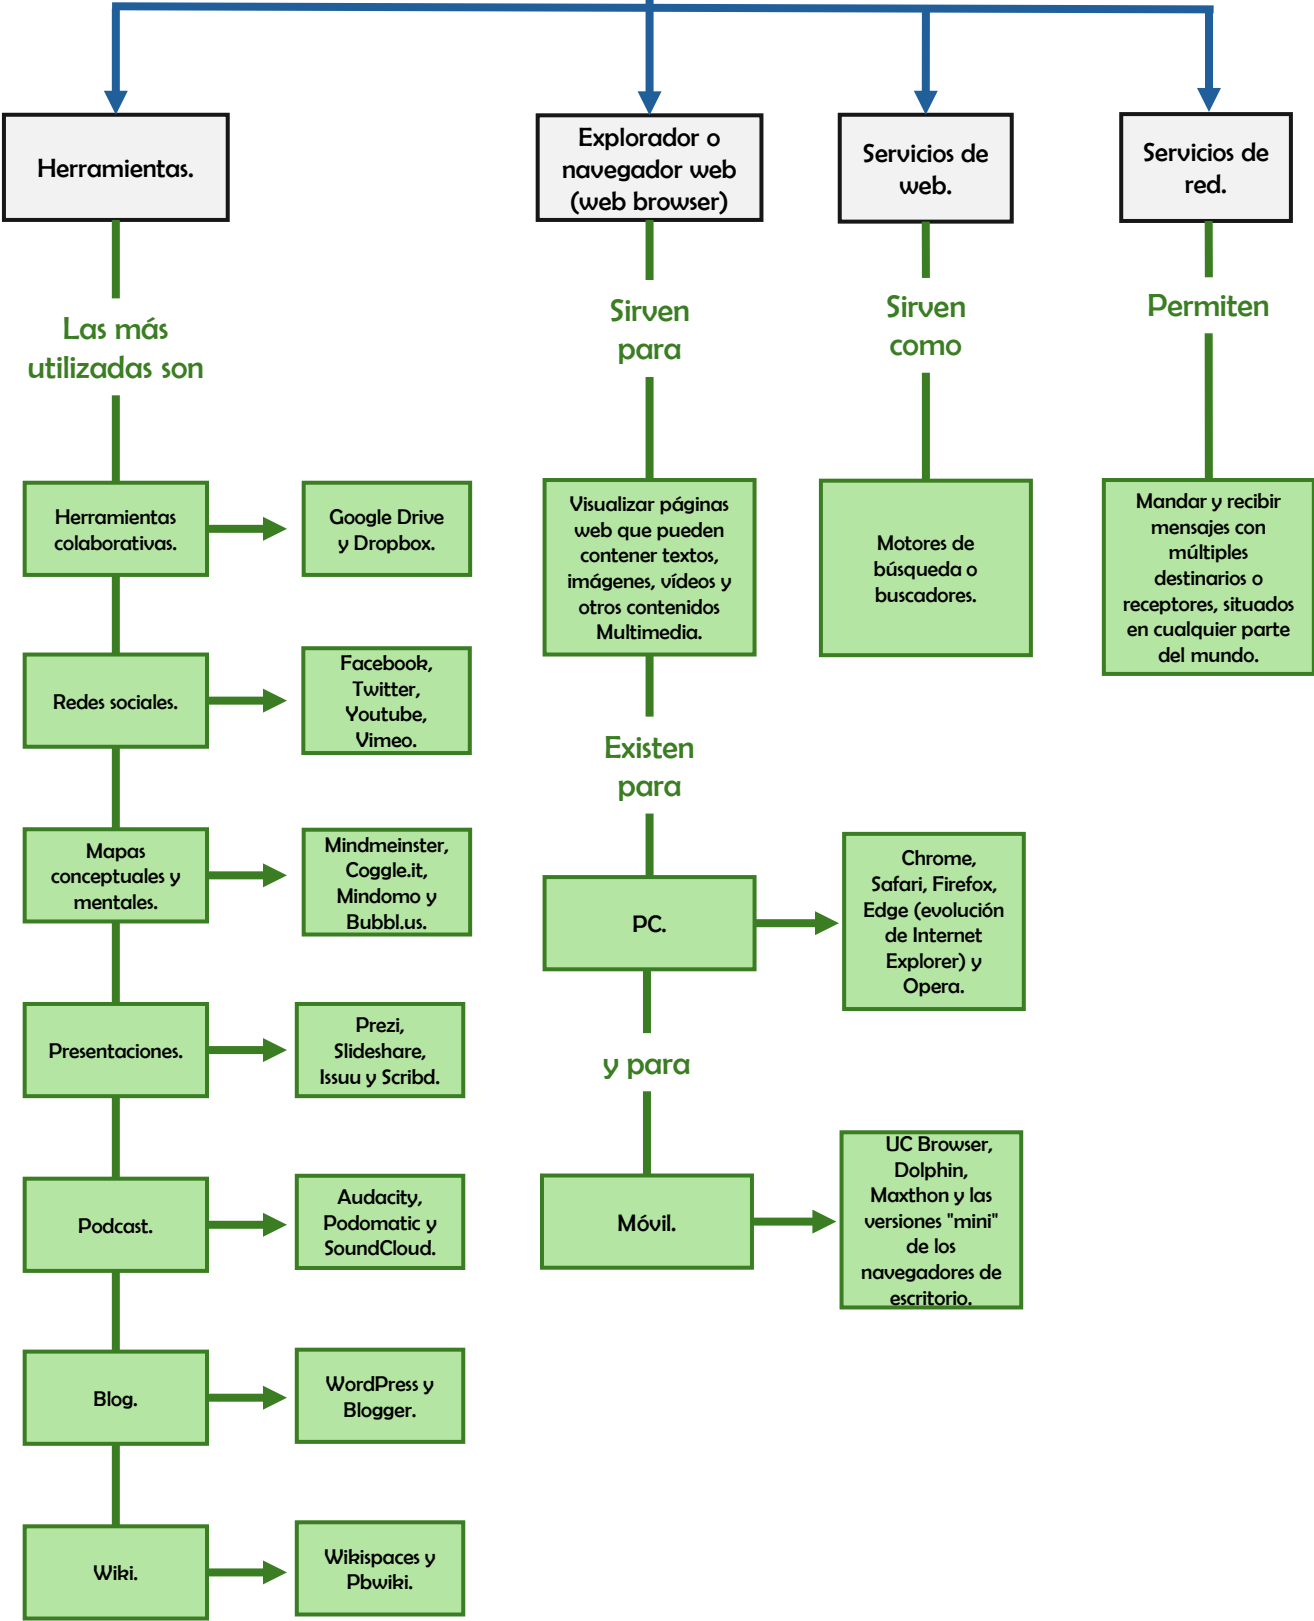 Herramientas.
Las más
utilizadas son
Herramientas
colaborativas.
Google Drive
y Dropbox.
Redes sociales.
Facebook,
Twitter,
Youtube,
Vimeo.
Mapas
conceptuales y
mentales.
Mindmeinster,
Coggle.it,
Mindomo y
Bubbl.us.
Presentaciones.
Prezi,
Slideshare,
Issuu y Scribd.
Podcast.
Audacity,
Podomatic y
SoundCloud.
Blog.
WordPress y
Blogger.
Wiki.
Wikispaces y
Pbwiki.
Explorador o
navegador web
(web browser)
Sirven
para
Visualizar páginas
web que pueden
contener textos,
imágenes, vídeos y
otros contenidos
Multimedia.
Existen
para
PC.
Chrome,
Safari, Firefox,
Edge (evolución
de Internet
Explorer) y
Opera.
y para
Móvil.
UC Browser,
Dolphin,
Maxthon y las
versiones "mini"
de los
navegadores de
escritorio.
Servicios de
web.
Sirven
como
Motores de
búsqueda o
buscadores.
Servicios de
red.
Permiten
Mandar y recibir
mensajes con
múltiples
destinarios o
receptores, situados
en cualquier parte
del mundo.